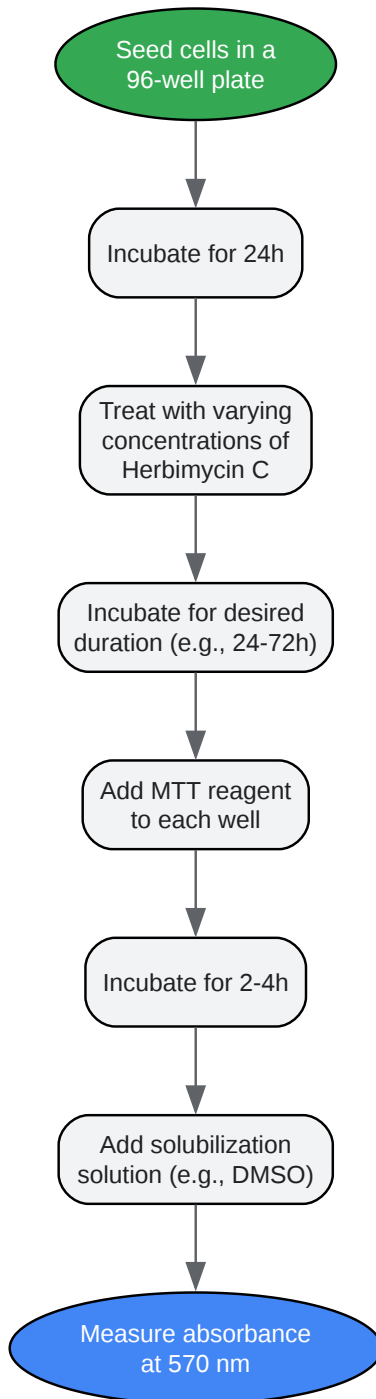 Seed cells in a
96-well plate
Incubate for 24h
Treat with varying
concentrations of
Herbimycin C
Incubate for desired
duration (e.g., 24-72h)
Add MTT reagent
to each well
Incubate for 2-4h
Add solubilization
solution (e.g., DMSO)
Measure absorbance
at 570 nm